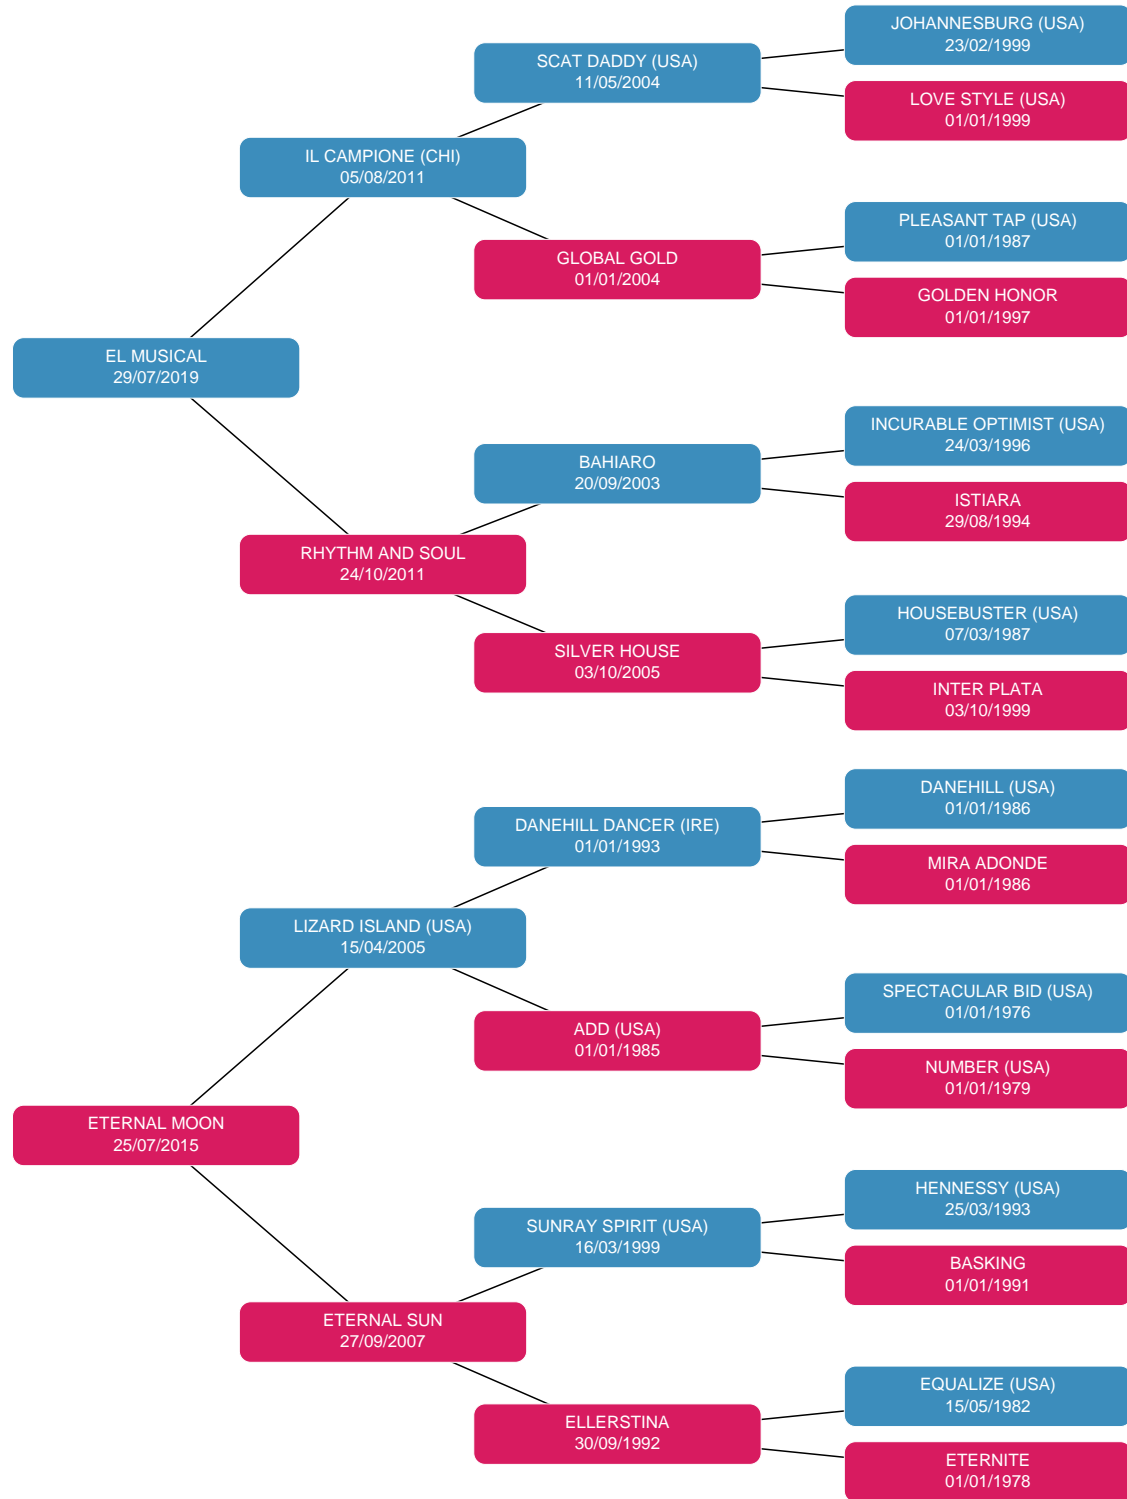 JOHANNESBURG (USA)
23/02/1999
SCAT DADDY (USA)
11/05/2004
LOVE STYLE (USA)
01/01/1999
IL CAMPIONE (CHI)
05/08/2011
PLEASANT TAP (USA)
01/01/1987
GLOBAL GOLD
01/01/2004
GOLDEN HONOR
01/01/1997
EL MUSICAL
29/07/2019
INCURABLE OPTIMIST (USA)
24/03/1996
BAHIARO
20/09/2003
ISTIARA
29/08/1994
RHYTHM AND SOUL
24/10/2011
HOUSEBUSTER (USA)
07/03/1987
SILVER HOUSE
03/10/2005
INTER PLATA
03/10/1999
DANEHILL (USA)
01/01/1986
DANEHILL DANCER (IRE)
01/01/1993
MIRA ADONDE
01/01/1986
LIZARD ISLAND (USA)
15/04/2005
SPECTACULAR BID (USA)
01/01/1976
ADD (USA)
01/01/1985
NUMBER (USA)
01/01/1979
ETERNAL MOON
25/07/2015
HENNESSY (USA)
25/03/1993
SUNRAY SPIRIT (USA)
16/03/1999
BASKING
01/01/1991
ETERNAL SUN
27/09/2007
EQUALIZE (USA)
15/05/1982
ELLERSTINA
30/09/1992
ETERNITE
01/01/1978